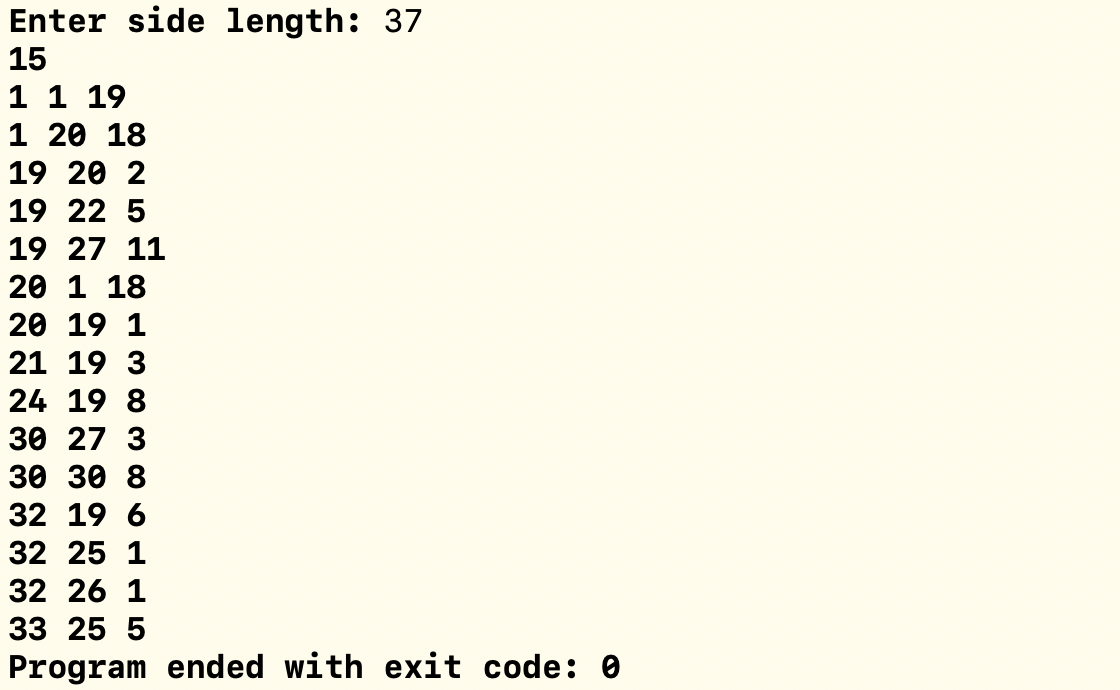 Enter side length: 37
15
1 1 19
1 20 18
19 20 2
19 22 5
19 27 11
20 1 18
20 19 1
21 19 3
24 19 8
30 27 3
30 30 8
32 19 6
32 25 1
32 26 1
33 25 5
Program ended with exit code: 0